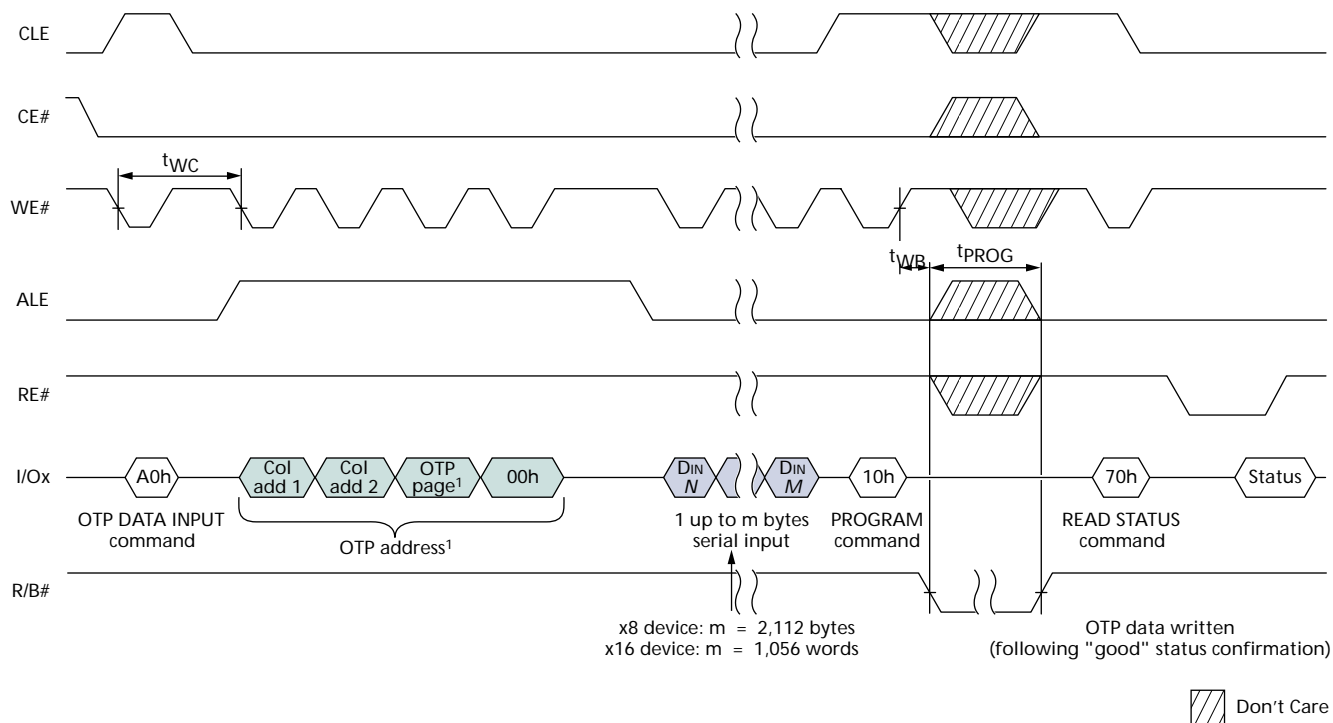 CLE
CE#
tWC
WE#
tWB
tPROG
ALE
RE#
I/Ox
A0h
Col add 1
Col add 2
OTP page¹
00h
DIN N
DIN M
10h
70h
Status
OTP DATA INPUT command
OTP address¹
1 up to m bytes
serial input
PROGRAM command
READ STATUS command
R/B#
x8 device: m = 2,112 bytes
x16 device: m = 1,056 words
OTP data written
(following "good" status confirmation)
Don't Care